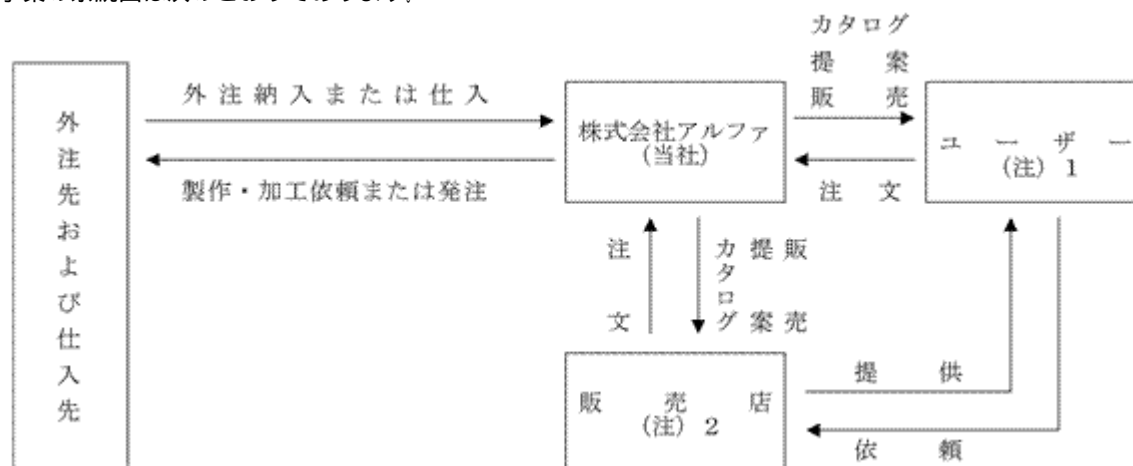 事業の系統図は次のとおりであります。
外注先および仕入先
外注納入または仕入
製作・加工依頼または発注
株式会社アルファ
(当社)
カタログ
提案
販売
注文
ユーザー
(注) 1
注文
カタログ
提案
販売
販売店
(注) 2
提供
依頼